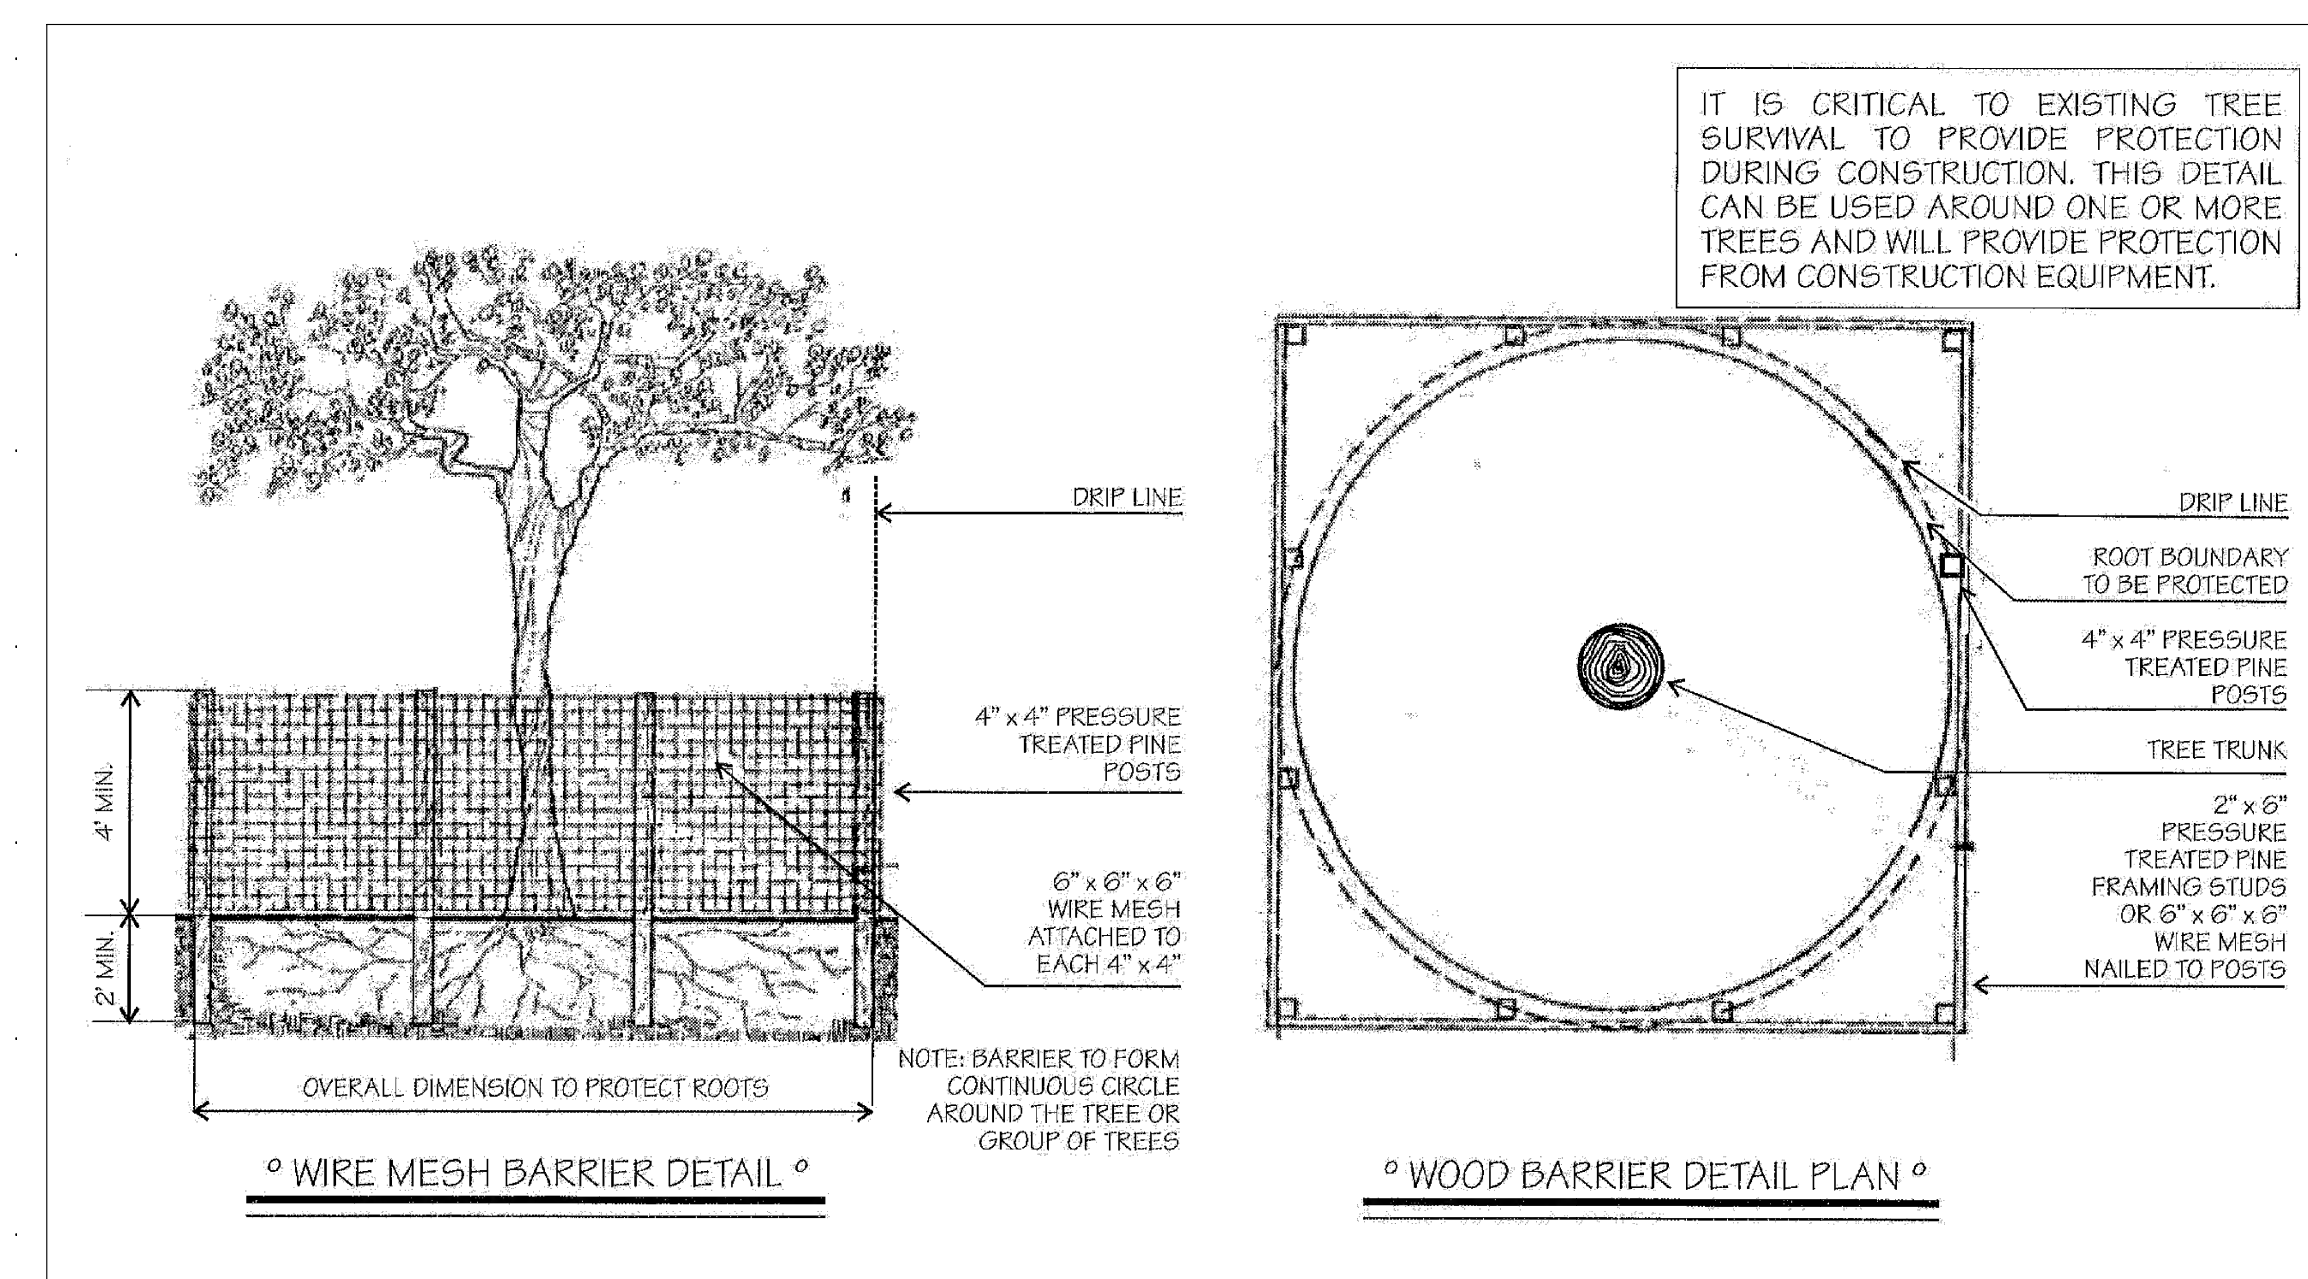 IT IS CRITICAL TO EXISTING TREE
SURVIVAL TO PROVIDE PROTECTION
DURING CONSTRUCTION. THIS DETAIL
CAN BE USED AROUND ONE OR MORE
TREES AND WILL PROVIDE PROTECTION
FROM CONSTRUCTION EQUIPMENT.
DRIP LINE
4" x 4" PRESSURE
TREATED PINE
POSTS
6" x 6" x 6"
WIRE MESH
ATTACHED TO
EACH 4" x 4"
4' MIN.
2' MIN.
OVERALL DIMENSION TO PROTECT ROOTS
NOTE: BARRIER TO FORM
CONTINUOUS CIRCLE
AROUND THE TREE OR
GROUP OF TREES
° WIRE MESH BARRIER DETAIL °
DRIP LINE
ROOT BOUNDARY
TO BE PROTECTED
4" x 4" PRESSURE
TREATED PINE
POSTS
TREE TRUNK
2" x 6"
PRESSURE
TREATED PINE
FRAMING STUDS
OR 6" x 6" x 6"
WIRE MESH
NAILED TO POSTS
° WOOD BARRIER DETAIL PLAN °